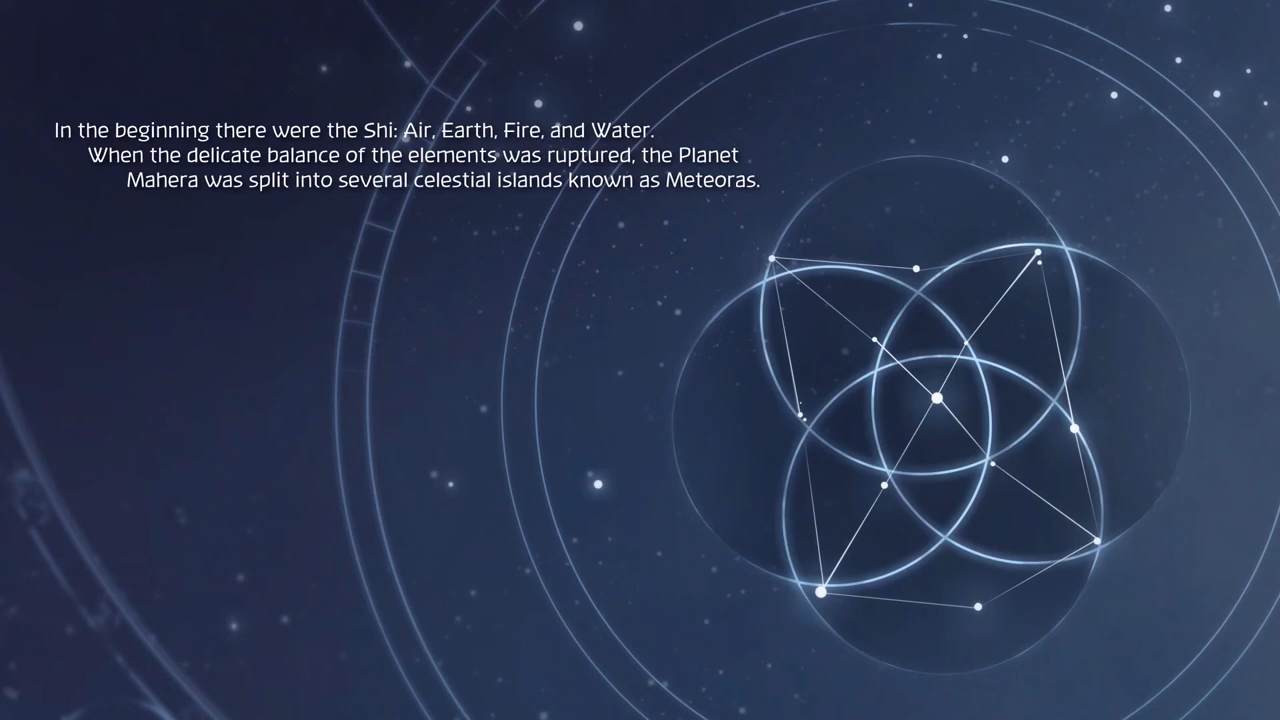 In the beginning there were the Shi: Air, Earth, Fire, and Water.
When the delicate balance of the elements was ruptured, the Planet
Mahera was split into several celestial islands known as Meteoras.